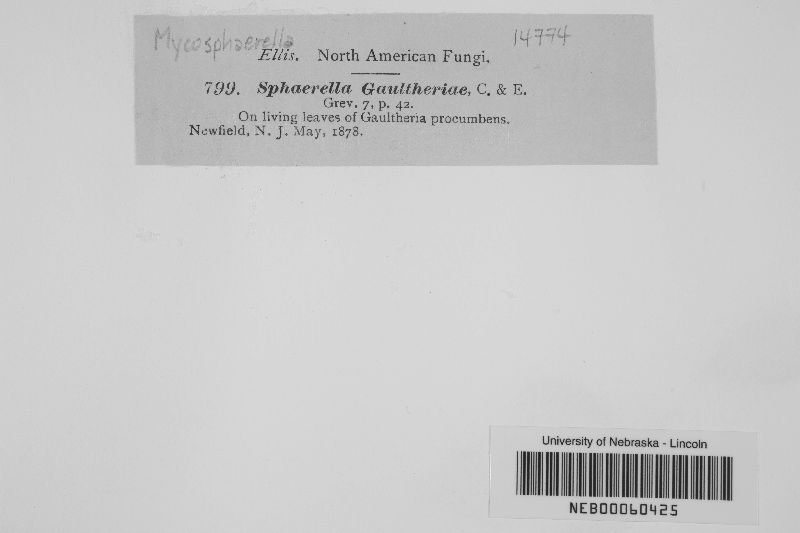 Mycosphaerella 14774
Ellis. North American Fungi.
799. Sphaerella Gaultheriae, C. & E.
Grev. 7, p. 42.
On living leaves of Gaultheria procumbens.
Newfield, N. J. May, 1878.
University of Nebraska - Lincoln
NEB00060425